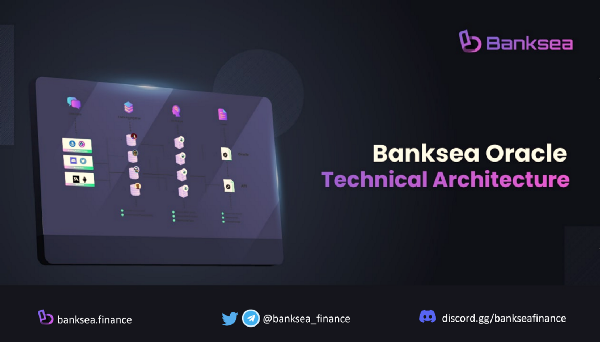 Banksea
Banksea Oracle
Technical Architecture
banksea.finance
@banksea_finance
discord.gg/bankseafinance